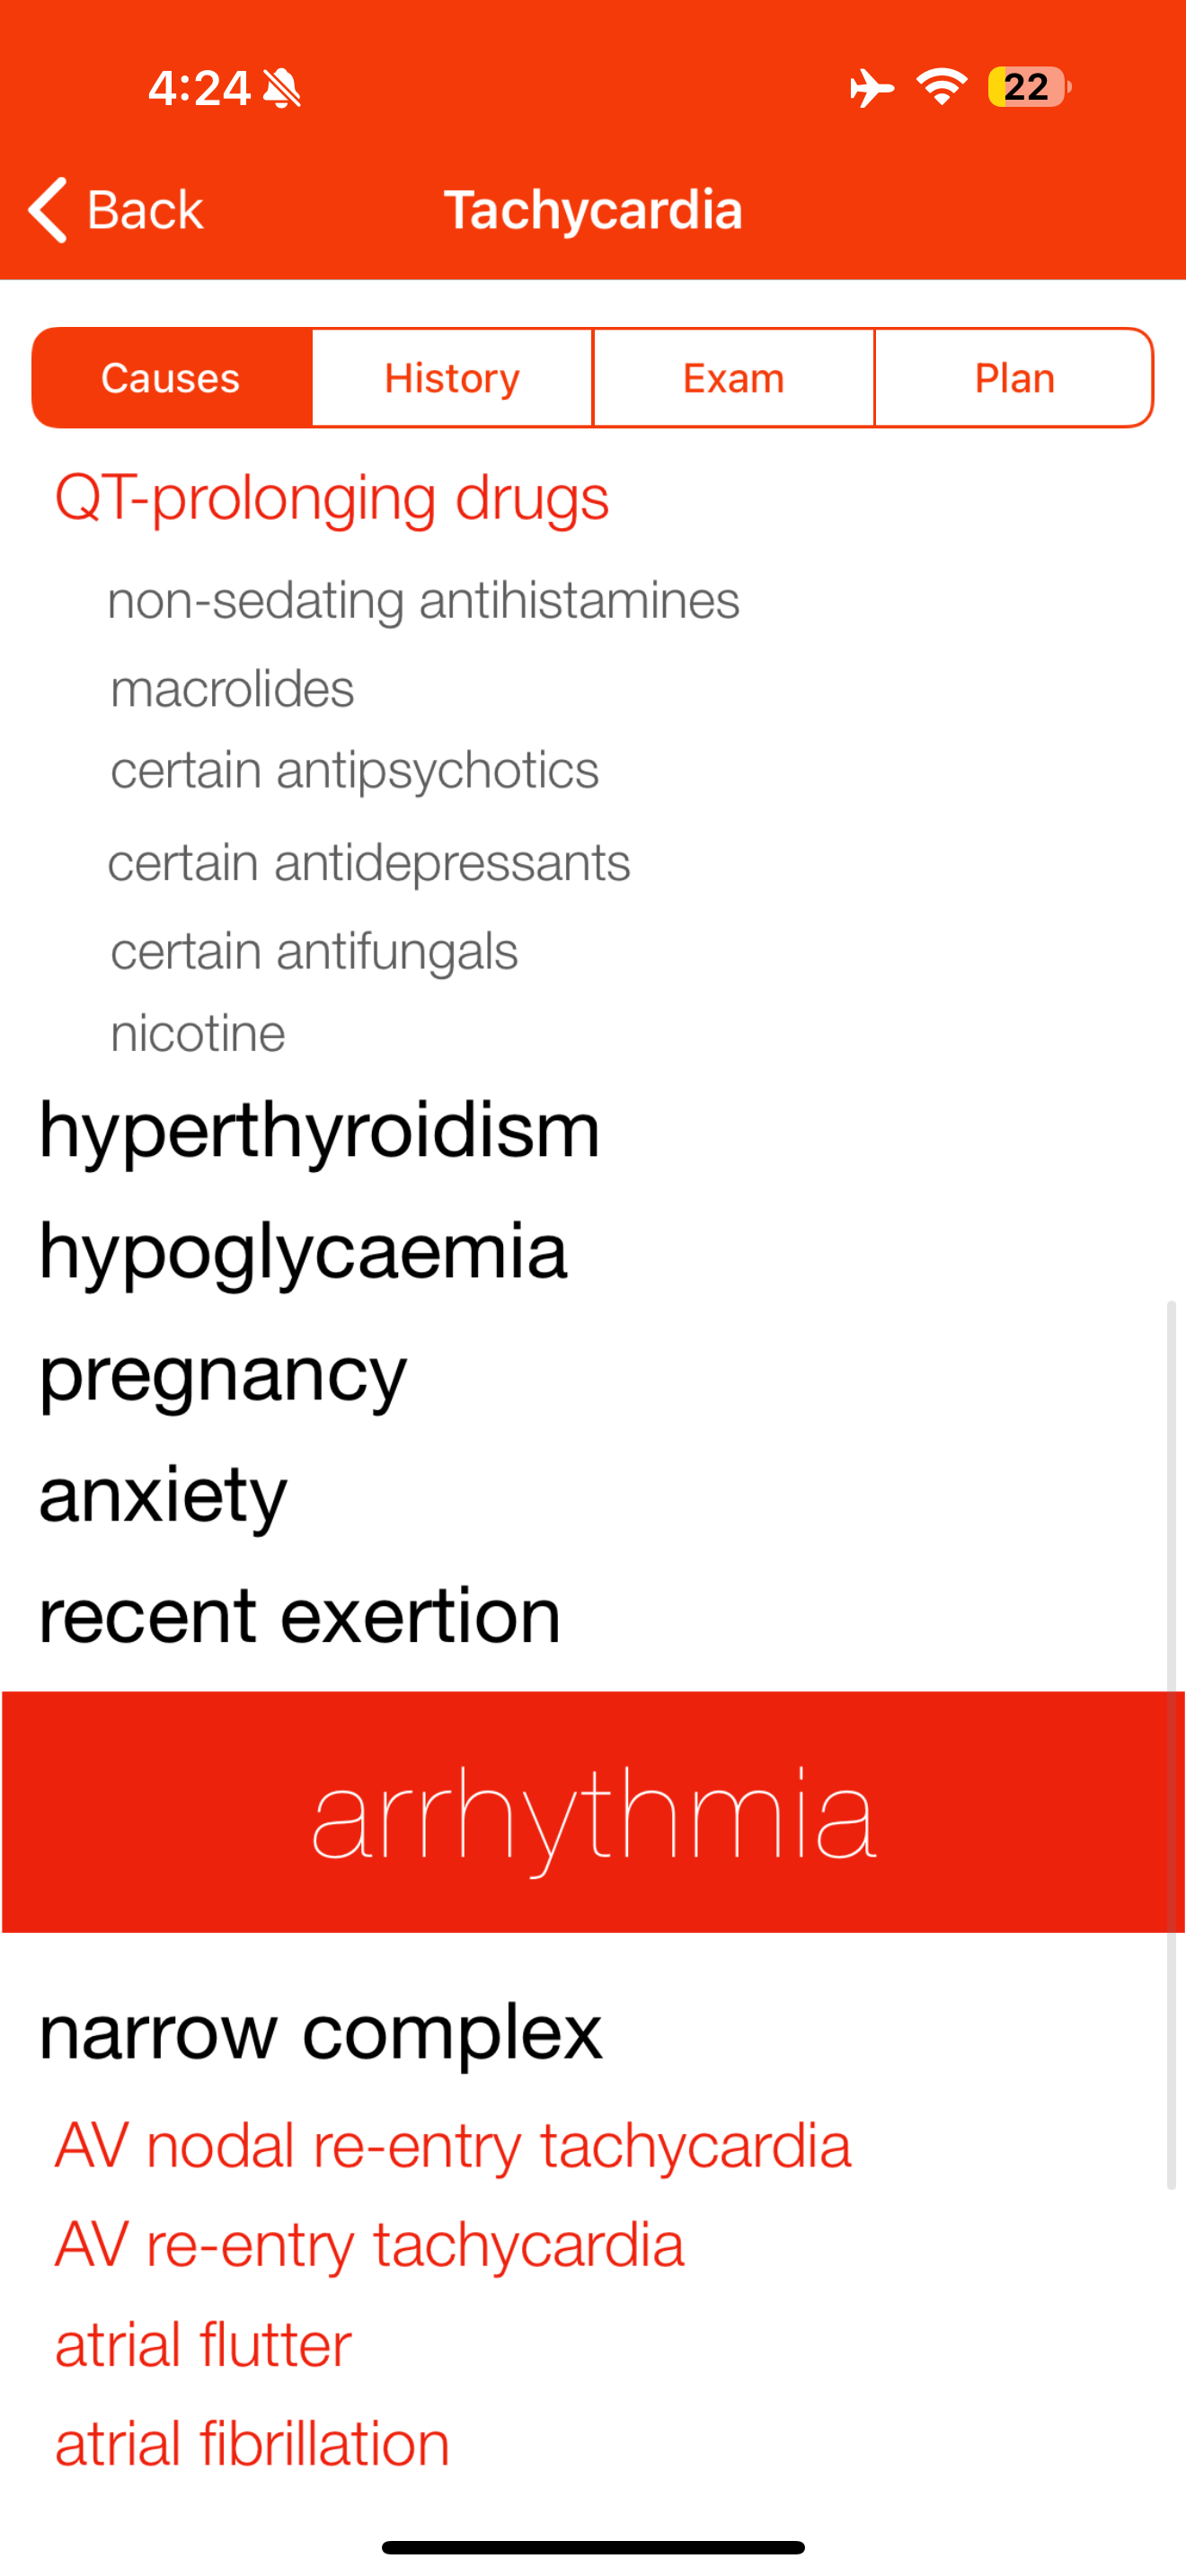 4:24
22
Back
Tachycardia
Causes
History
Exam
Plan
QT-prolonging drugs
non-sedating antihistamines
macrolides
certain antipsychotics
certain antidepressants
certain antifungals
nicotine
hyperthyroidism
hypoglycaemia
pregnancy
anxiety
recent exertion
arrhythmia
narrow complex
AV nodal re-entry tachycardia
AV re-entry tachycardia
atrial flutter
atrial fibrillation